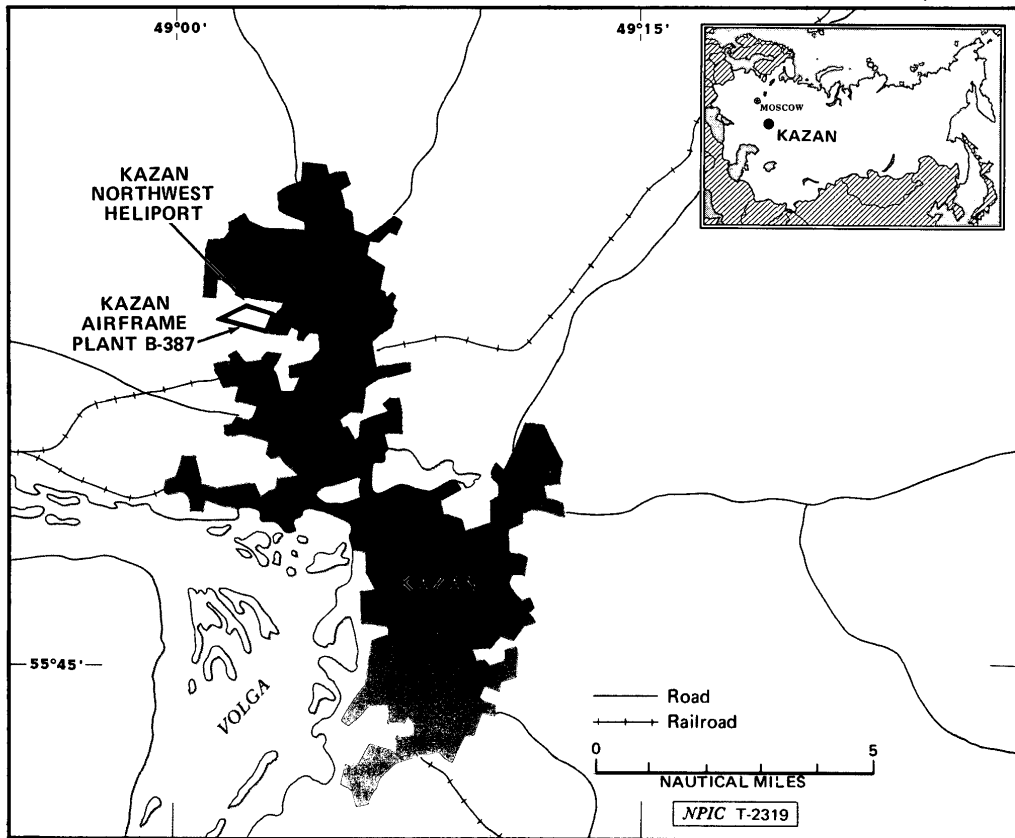 49°00'
49°15'
MOSCOW
KAZAN
KAZAN
NORTHWEST
HELIPORT
KAZAN
AIRFRAME
PLANT B-387
KAZAN
55°45'
VOLGA
Road
Railroad
0
5
NAUTICAL MILES
NPIC T-2319